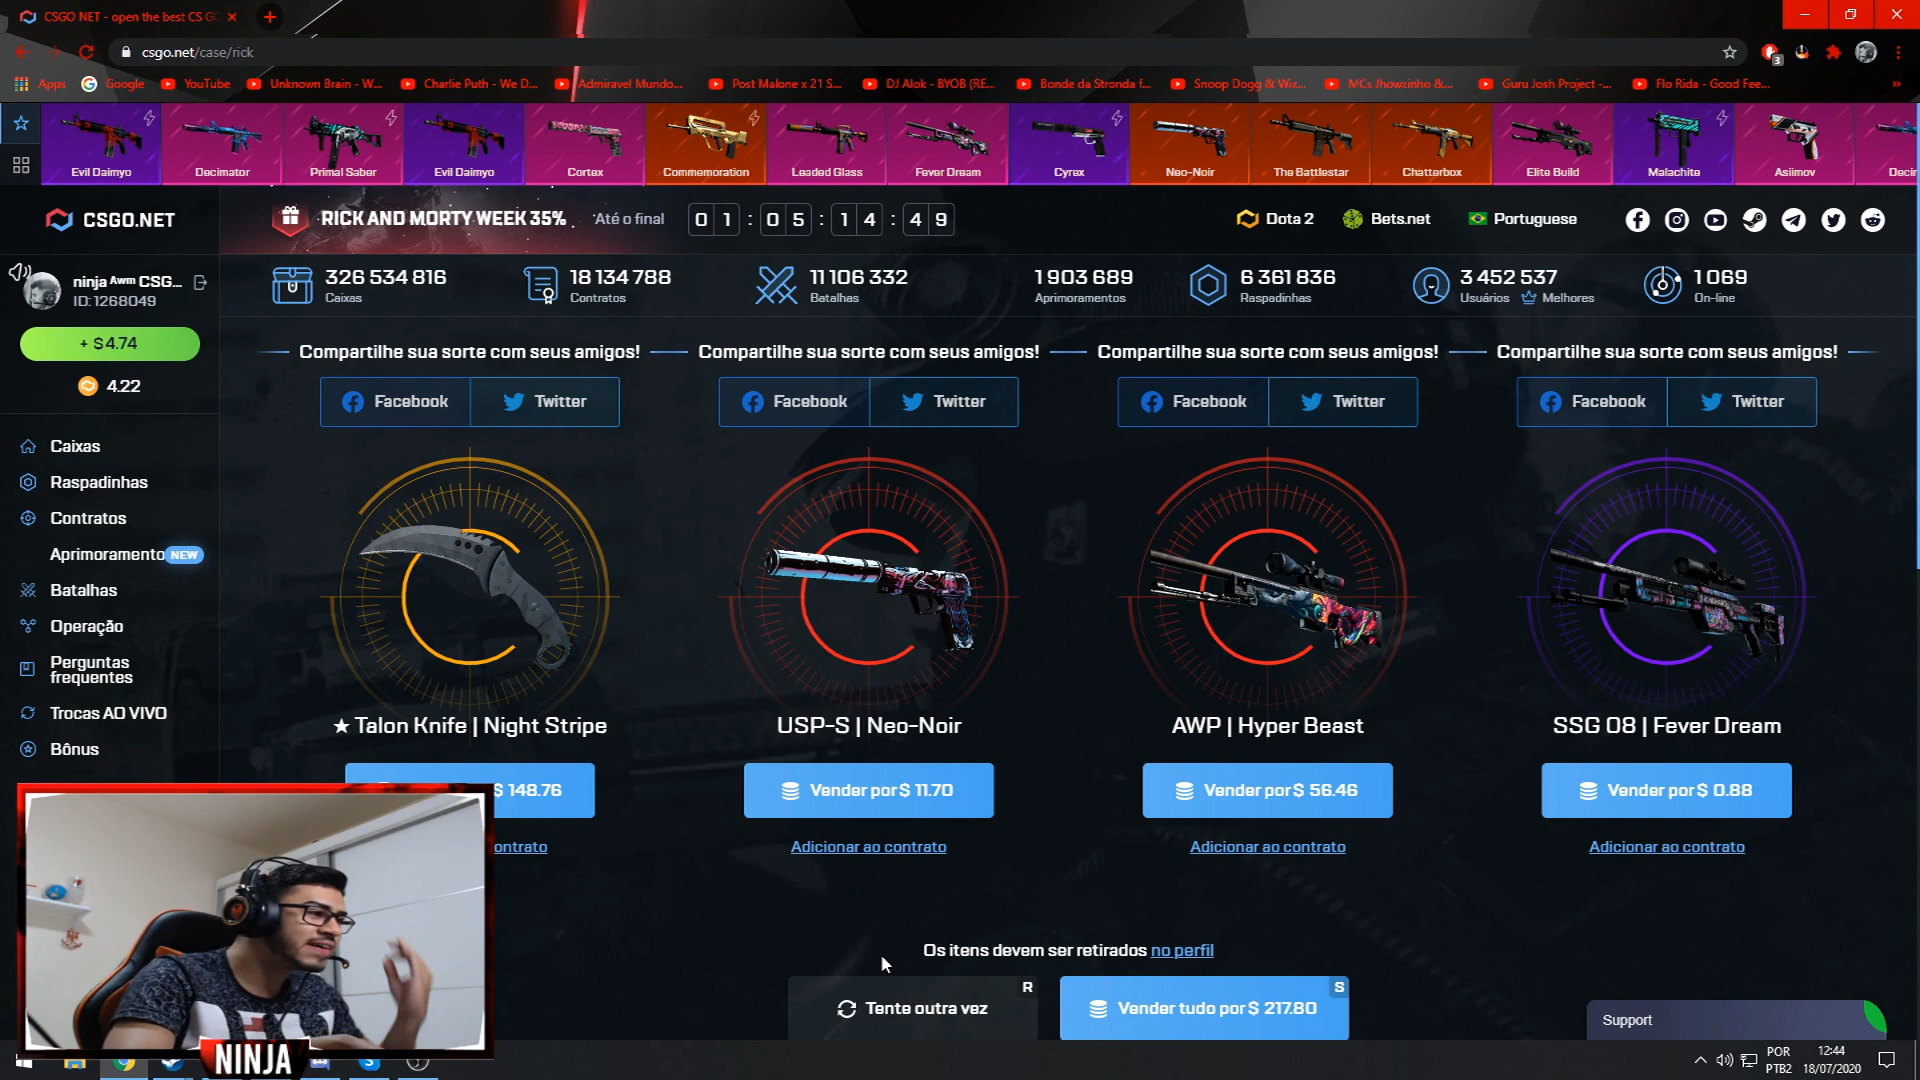 CSGO NET - open the best CS G
csgo.net/case/rick
Apps
Google
YouTube
Unknown Brain - W...
Charlie Puth - We D...
Admiravel Mundo...
Post Malone x 21 S...
DJ Alok - BYOB (RE...
Bonde da Stronda f...
Snoop Dogg & Wiz...
MCs Jhowzinho &...
Guru Josh Project -...
Flo Rida - Good Fee...
Evil Daimyo
Decimator
Primal Saber
Evil Daimyo
Cortex
Commemoration
Leaded Glass
Fever Dream
Cyrex
Neo-Noir
The Battlestar
Chatterbox
Elite Build
Malachite
Asiimov
Decir
CSGO.NET
RICK AND MORTY WEEK 35%
Até o final
01 : 05 : 14 : 49
Dota 2
Bets.net
Portuguese
ninja Awm CSG...
ID:1268049
326 534 816
Caixas
18 134 788
Contratos
11 106 332
Batalhas
1 903 689
Aprimoramentos
6 361 836
Raspadinhas
3 452 537
Usuários Melhores
1 069
On-line
+ $ 4.74
4.22
Caixas
Raspadinhas
Contratos
Aprimoramento NEW
Batalhas
Operação
Perguntas
frequentes
Trocas AO VIVO
Bônus
Compartilhe sua sorte com seus amigos!
Facebook Twitter
★ Talon Knife | Night Stripe
$ 148.76
ontrato
Compartilhe sua sorte com seus amigos!
Facebook Twitter
USP-S | Neo-Noir
Vender por $ 11.70
Adicionar ao contrato
Compartilhe sua sorte com seus amigos!
Facebook Twitter
AWP | Hyper Beast
Vender por $ 56.46
Adicionar ao contrato
Compartilhe sua sorte com seus amigos!
Facebook Twitter
SSG 08 | Fever Dream
Vender por $ 0.88
Adicionar ao contrato
Os itens devem ser retirados no perfil
Tente outra vez R
Vender tudo por $ 217.80 S
Support
NINJA
POR
PTB2
12:44
18/07/2020
3